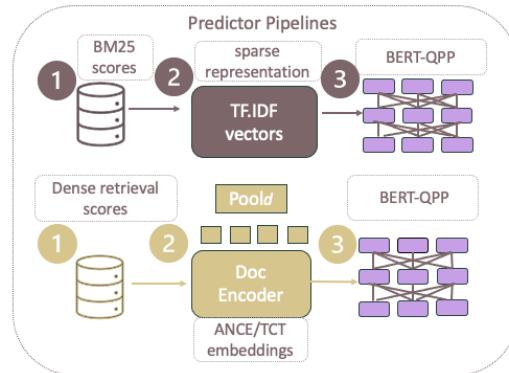 Predictor Pipelines
BM25
scores
sparse
representation
BERT-QPP
1
2
3
TF.IDF
vectors
Dense retrieval
scores
BERT-QPP
Poold
1
2
3
Doc
Encoder
ANCE/TCT
embeddings